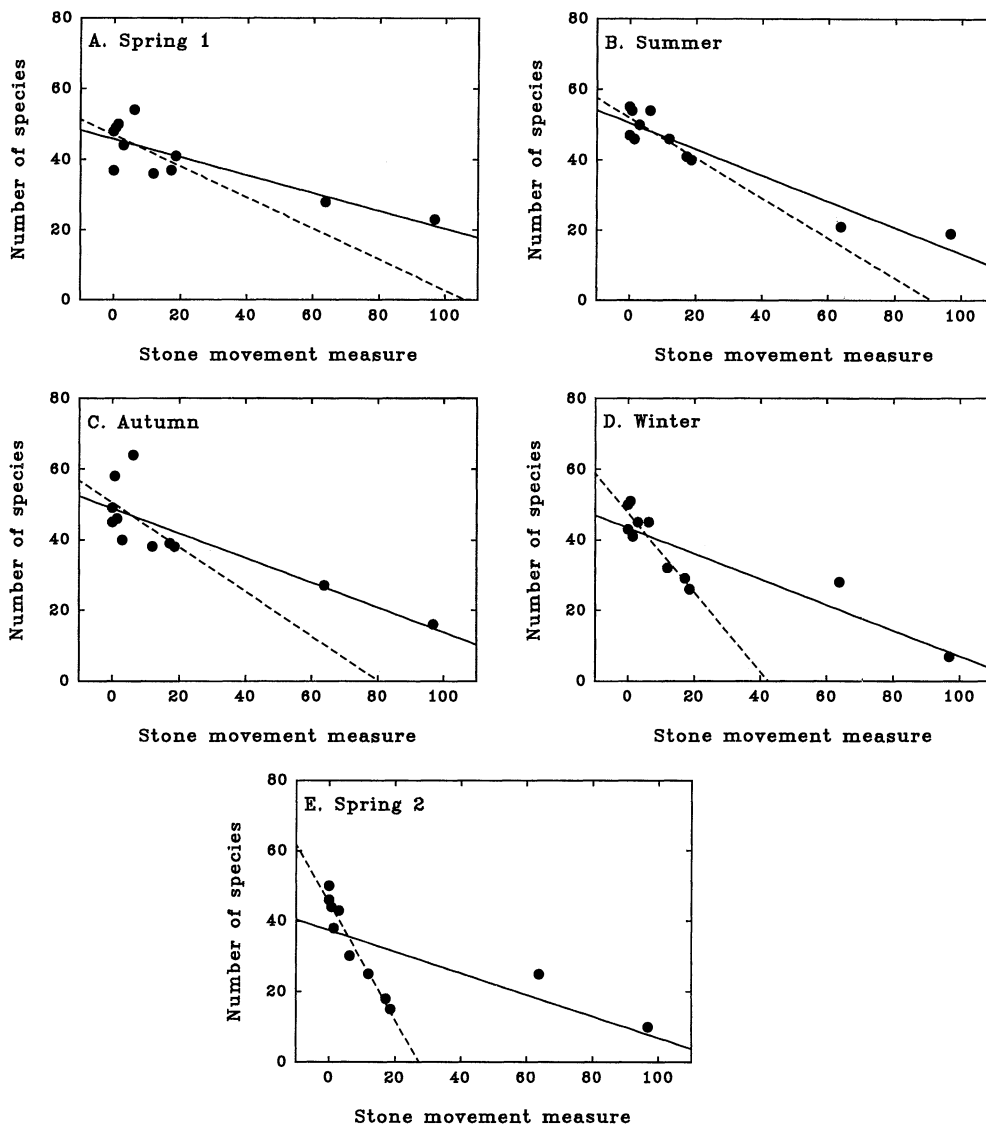 A. Spring 1
80
60
40
20
0
Number of species
0 20 40 60 80 100
Stone movement measure
B. Summer
80
60
40
20
0
Number of species
0 20 40 60 80 100
Stone movement measure
C. Autumn
80
60
40
20
0
Number of species
0 20 40 60 80 100
Stone movement measure
D. Winter
80
60
40
20
0
Number of species
0 20 40 60 80 100
Stone movement measure
E. Spring 2
80
60
40
20
0
Number of species
0 20 40 60 80 100
Stone movement measure